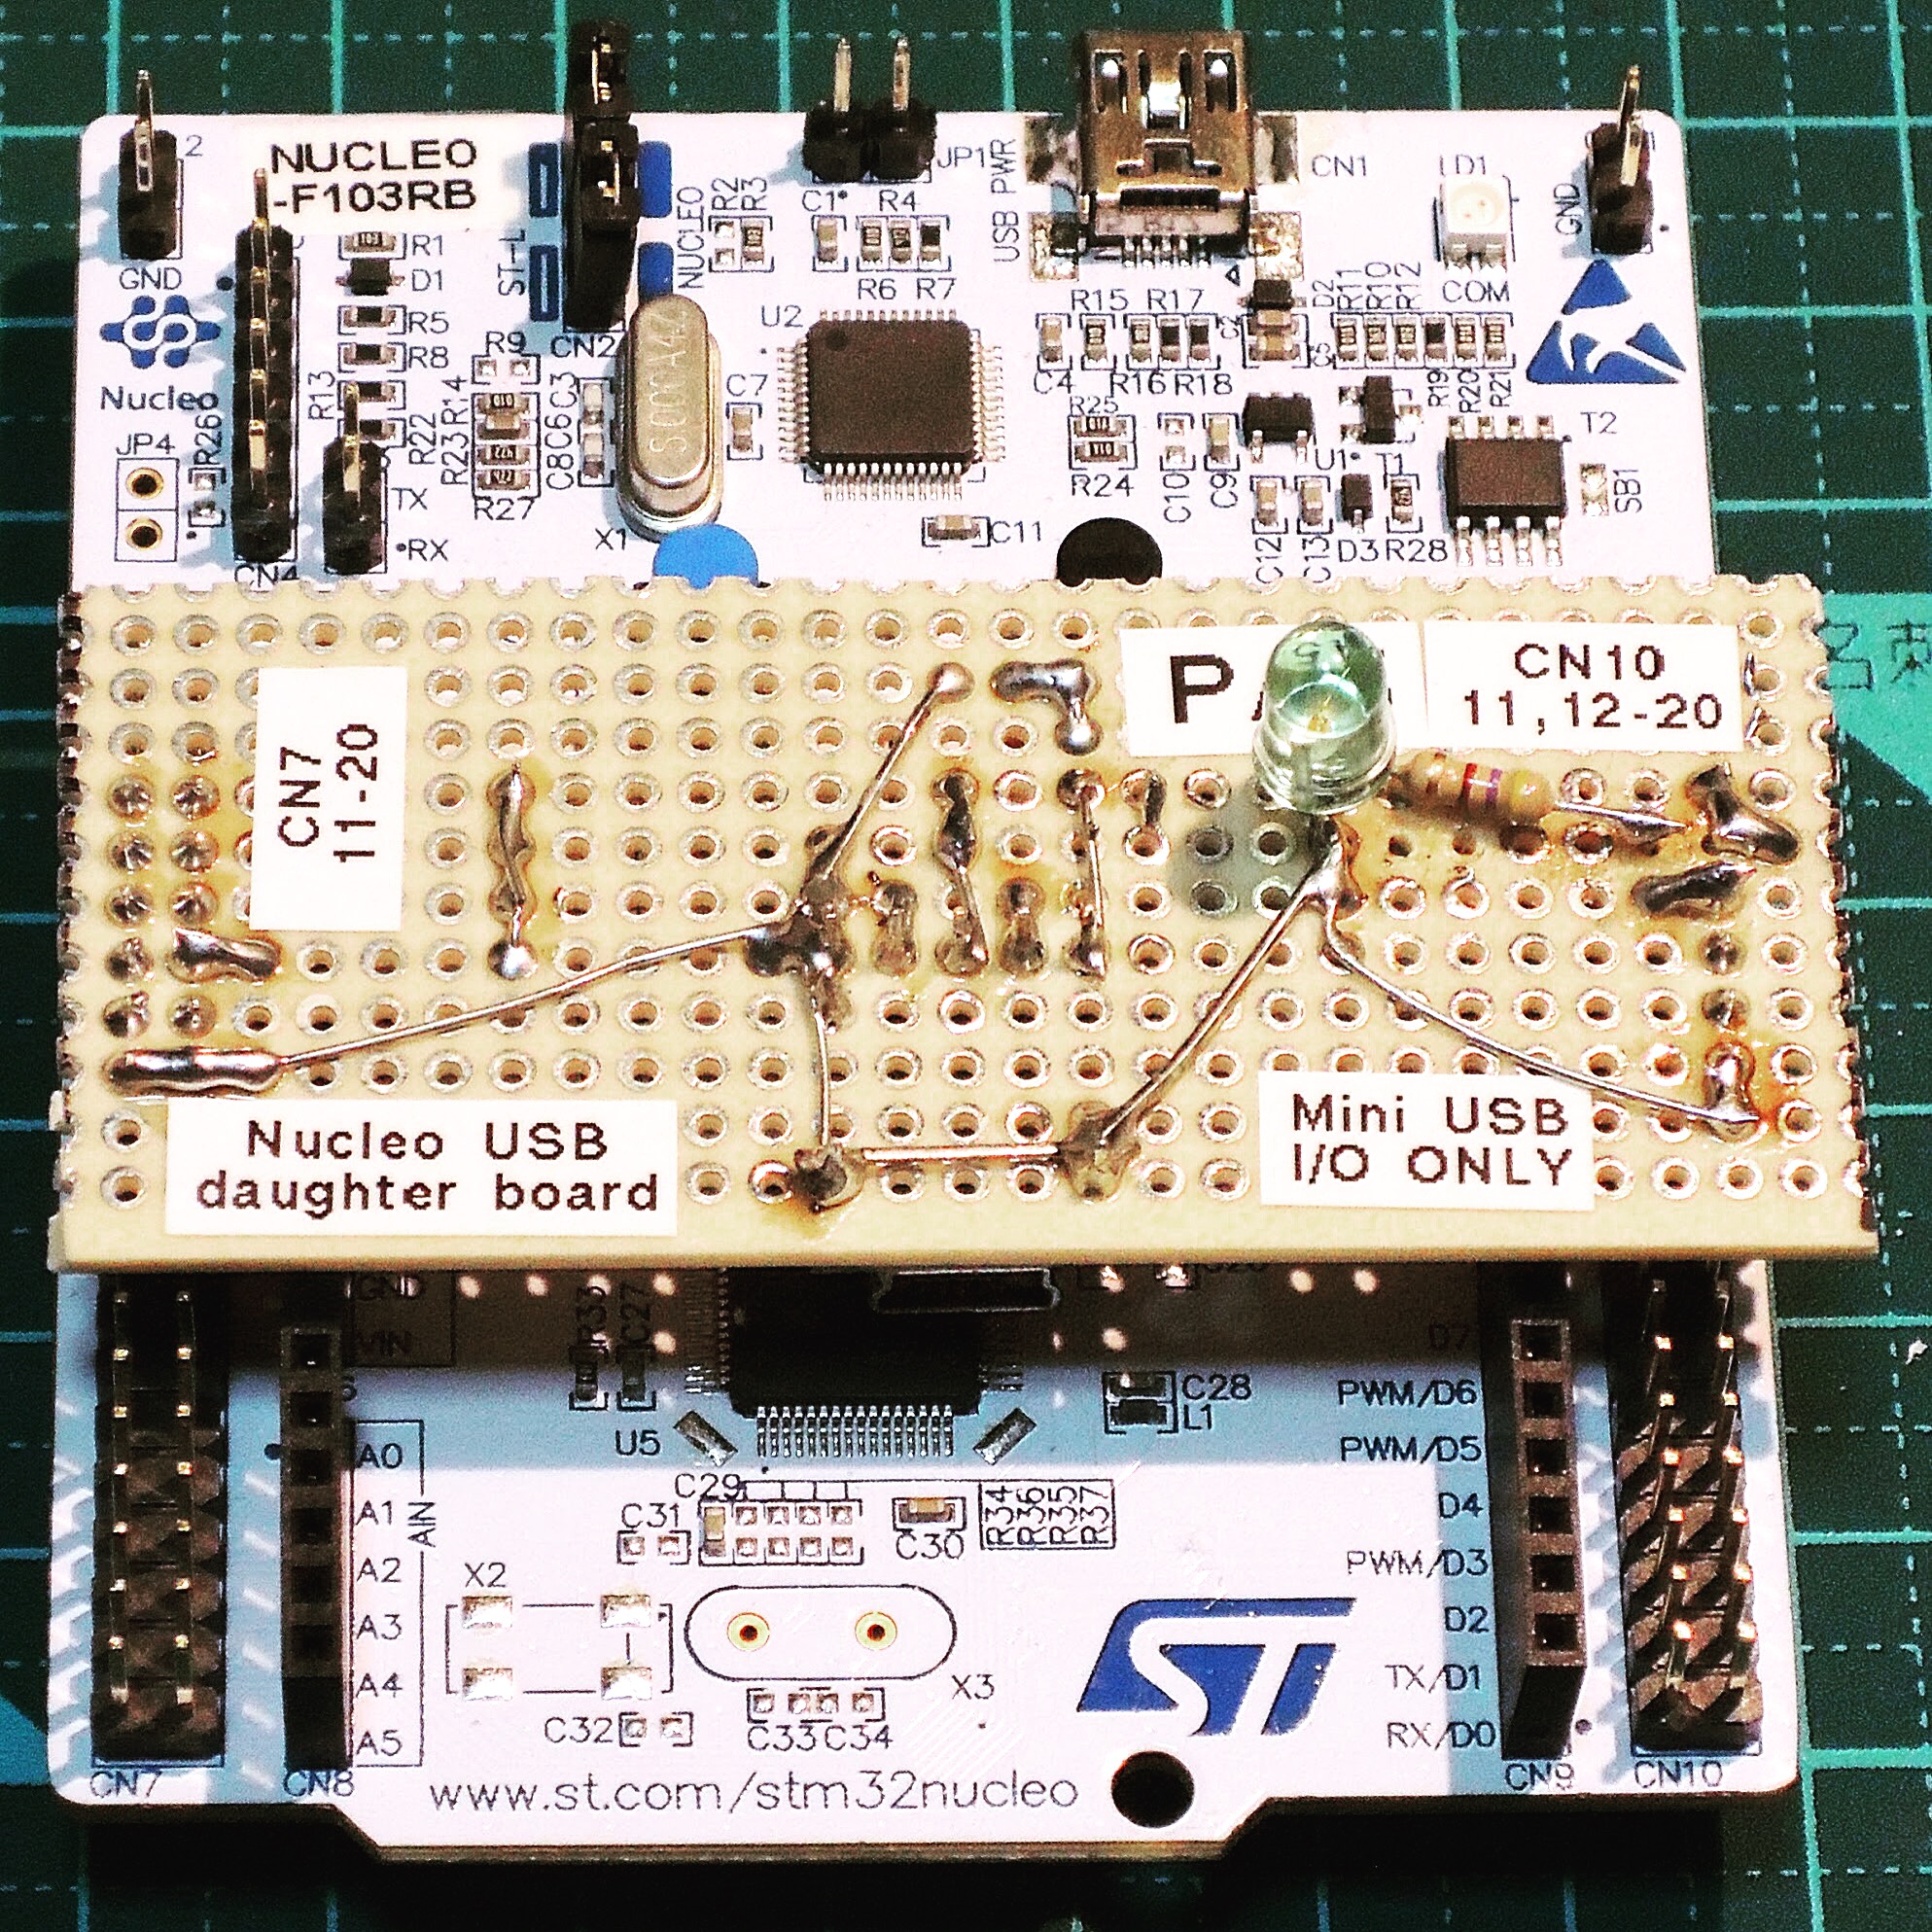 2
NUCLEO
-F103RB
GND
R1
D1
R5
R8
R13
Nucleo
JP4
R26
CN4
R22
TX
RX
ST-L
NUCLEO
CN2
R2
R3
C1
R4
R6 R7
JP1
USB PWR
CN1
LD1
COM
GND
U2
R9
R14
R23
R27
C3
C6
C8
C7
X1
C11
R15 R17
C4
R16 R18
R25
R24
C10
C9
C2
D2
C5
R11
R10
R12
R19
R20
R21
U1
T1
T2
SB1
C12
C13
D3
R28
CN7
11-20
P
CN10
11,12-20
Nucleo USB
daughter board
Mini USB
I/O ONLY
GND
VIN
R33
C27
U5
C28
L1
D7
PWM/D6
PWM/D5
D4
PWM/D3
D2
TX/D1
RX/D0
A0
A1
A2
A3
A4
A5
AIN
C29
C31
C30
R34
R36
R35
R37
X2
X3
C32
C33 C34
ST
CN7
CN8
www.st.com/stm32nucleo
CN9
CN10